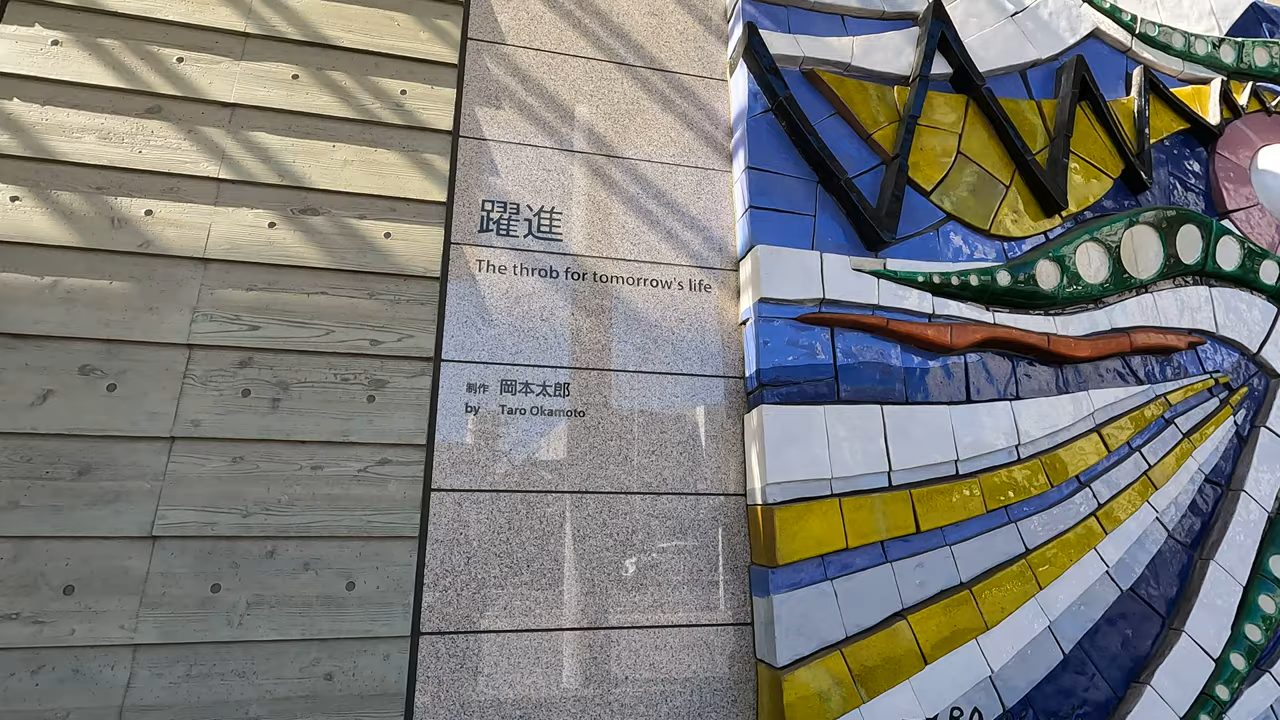 躍進
The throb for tomorrow's life
制作 岡本太郎
by Taro Okamoto